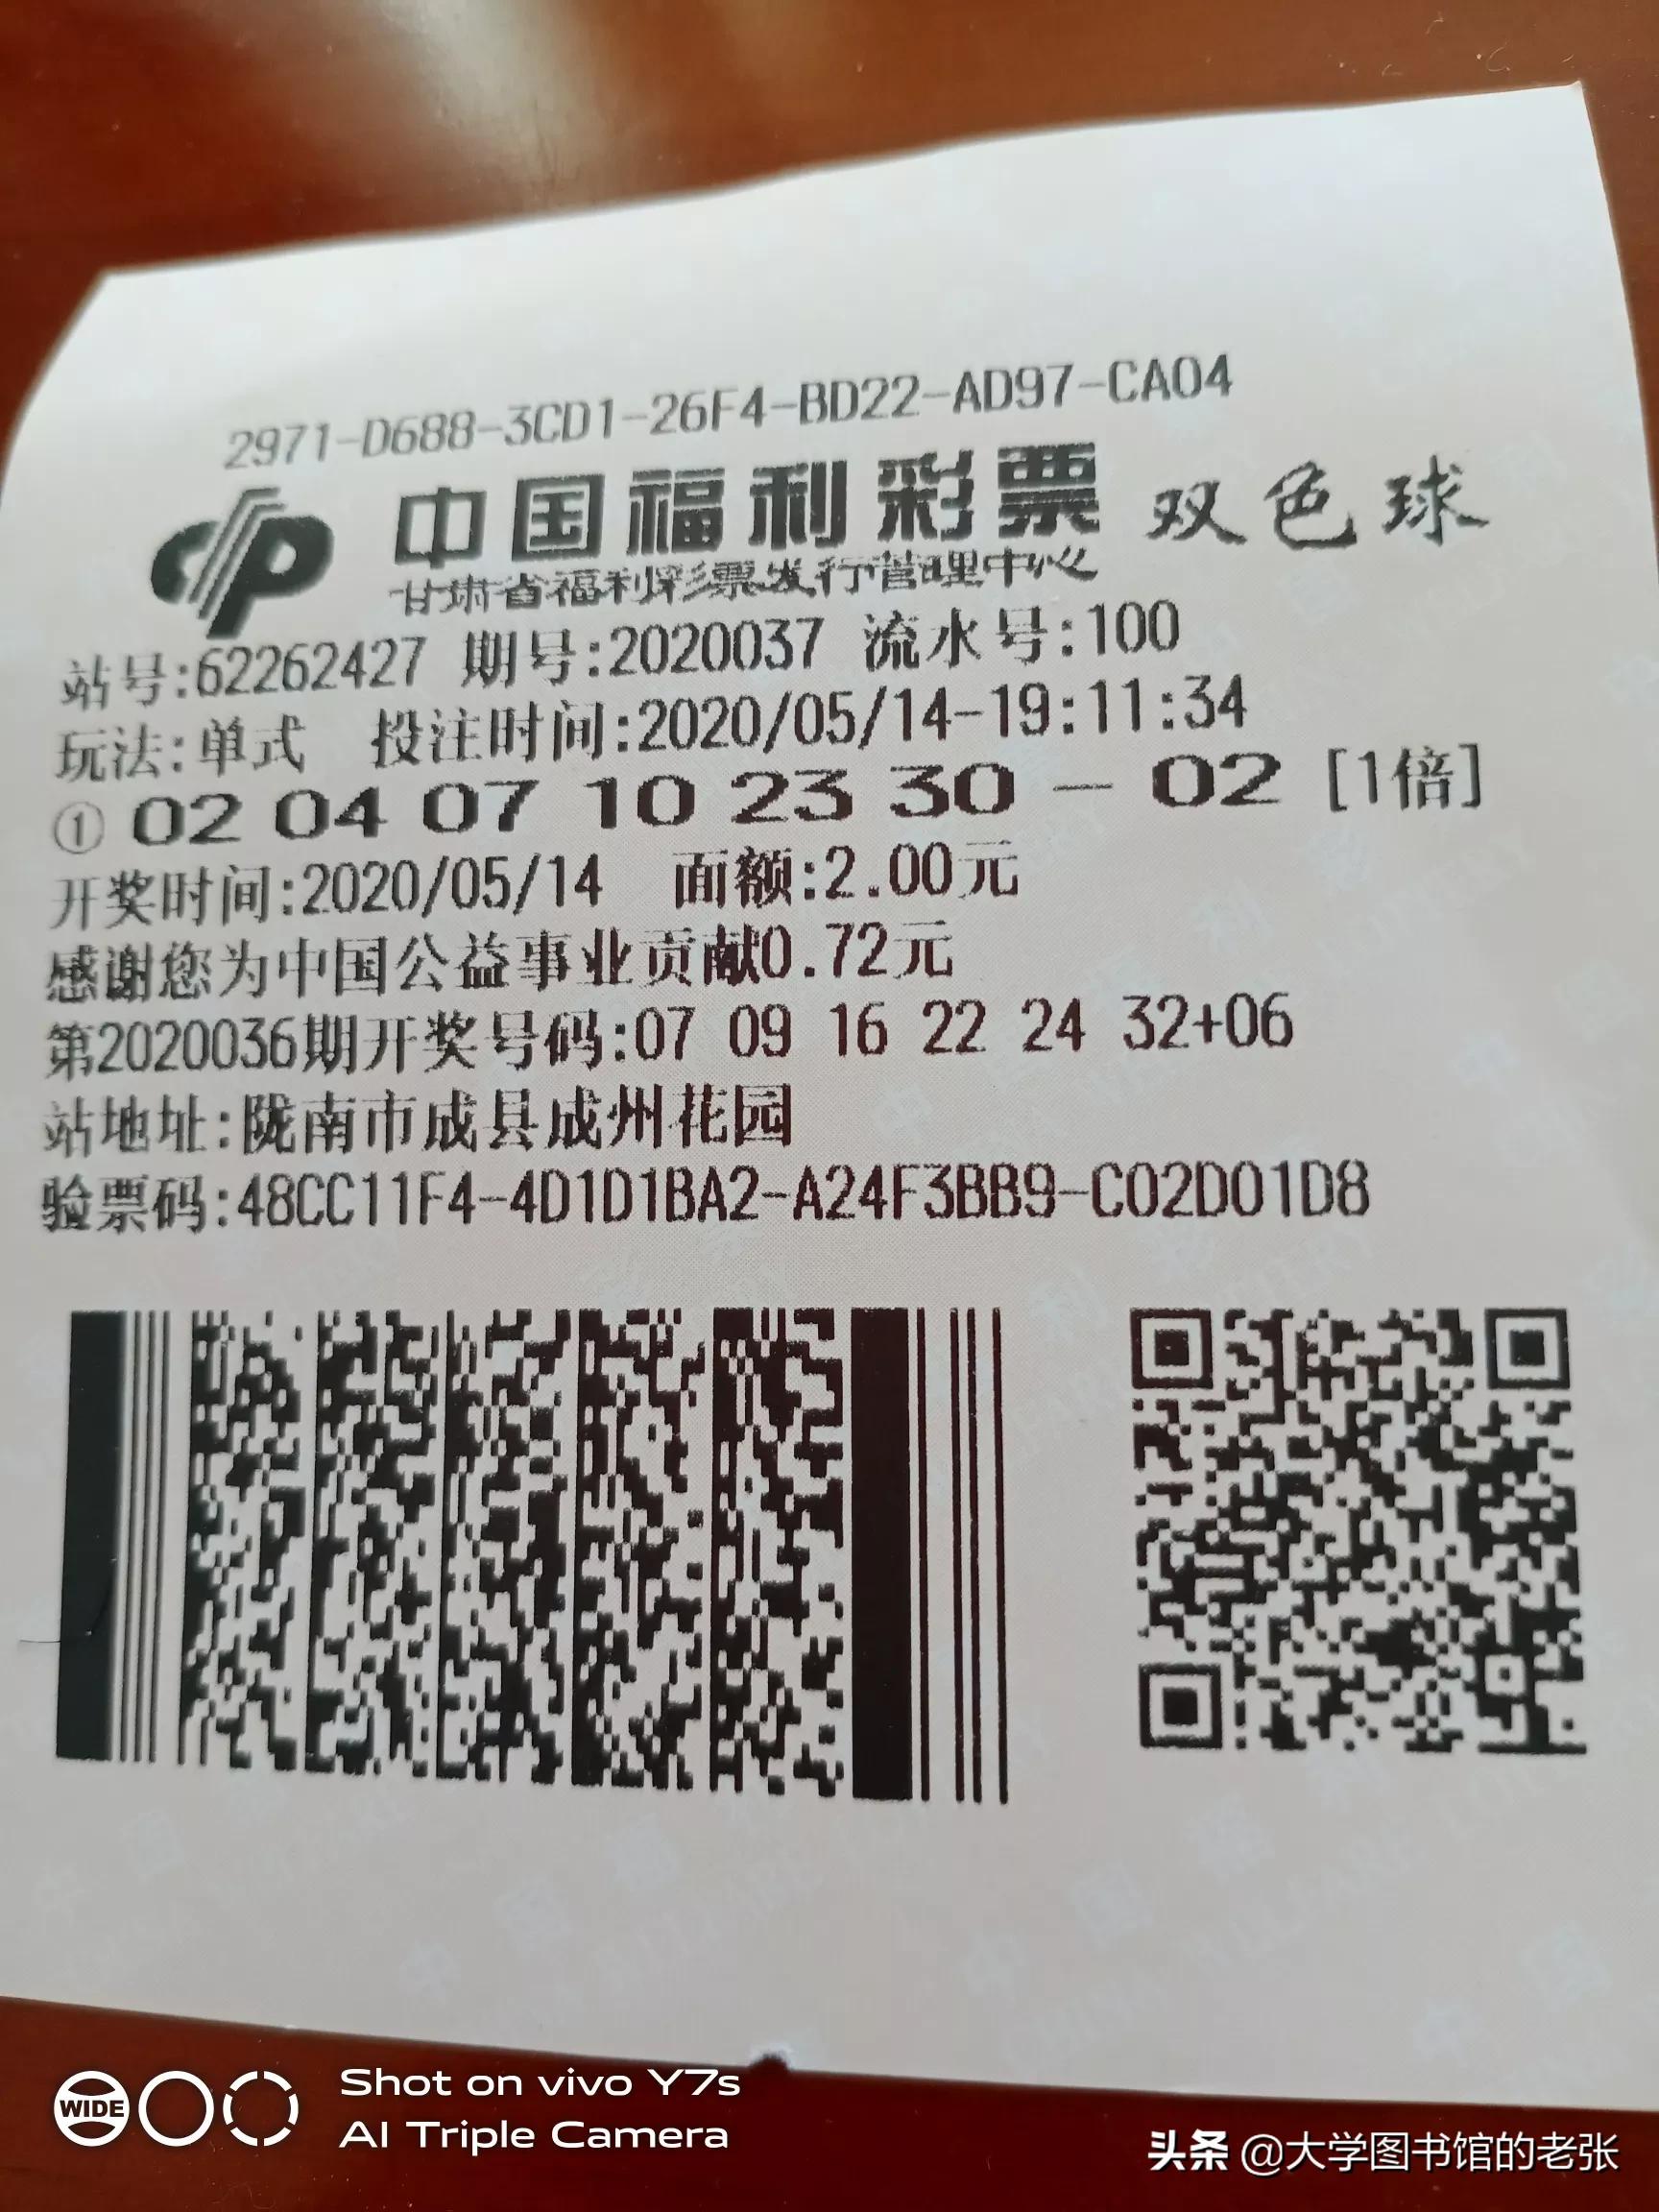 2971-D688-3CD1-26F4-BD22-AD97-CA04
中国福利彩票 双色球
甘肃省福利彩票发行管理中心
站号:62262427 期号:2020037 流水号:100
玩法:单式 投注时间:2020/05/14-19:11:34
① 02 04 07 10 23 30 - 02 [1倍]
开奖时间:2020/05/14 面额:2.00元
感谢您为中国公益事业贡献0.72元
第2020036期开奖号码:07 09 16 22 24 32+06
站地址:陇南市成县成州花园
验票码:48CC11F4-4D1D1BA2-A24F3BB9-C02D01D8
WIDE
Shot on vivo Y7s
AI Triple Camera
头条 @大学图书馆的老张